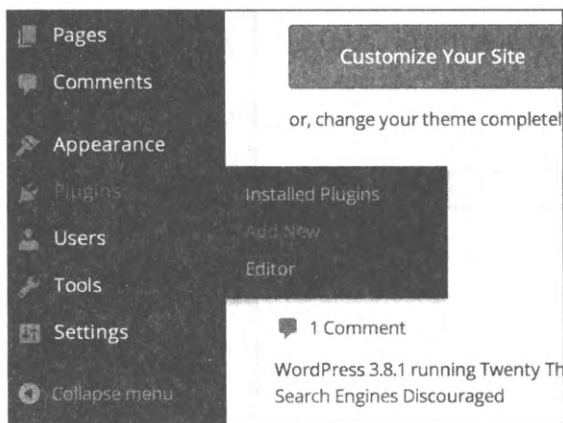 Pages
Comments
Appearance
Plugins
Users
Tools
Settings
Collapse menu
Installed Plugins
Add New
Editor
Customize Your Site
or, change your theme completel
1 Comment
WordPress 3.8.1 running Twenty Th
Search Engines Discouraged